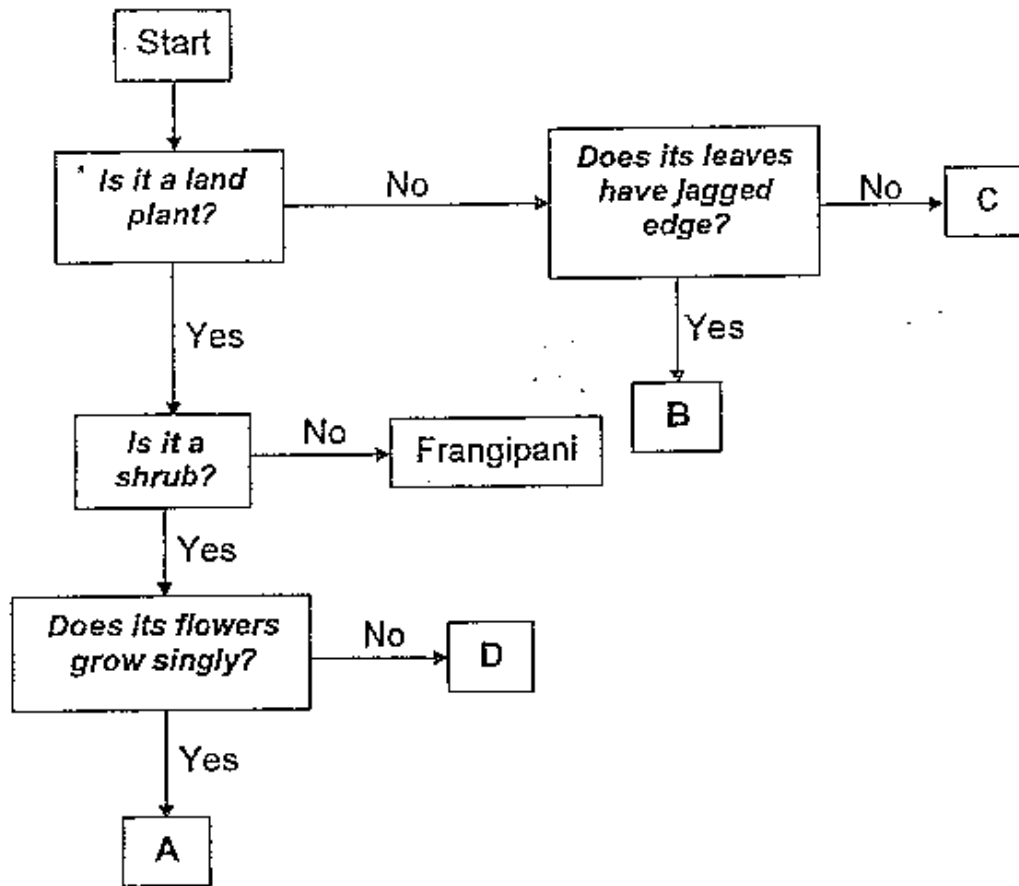 Start
* Is it a land
plant?
No
Does its leaves
have jagged
edge?
No
C
Yes
Yes
B
Is it a
shrub?
No
Frangipani
Yes
Does its flowers
grow singly?
No
D
Yes
A